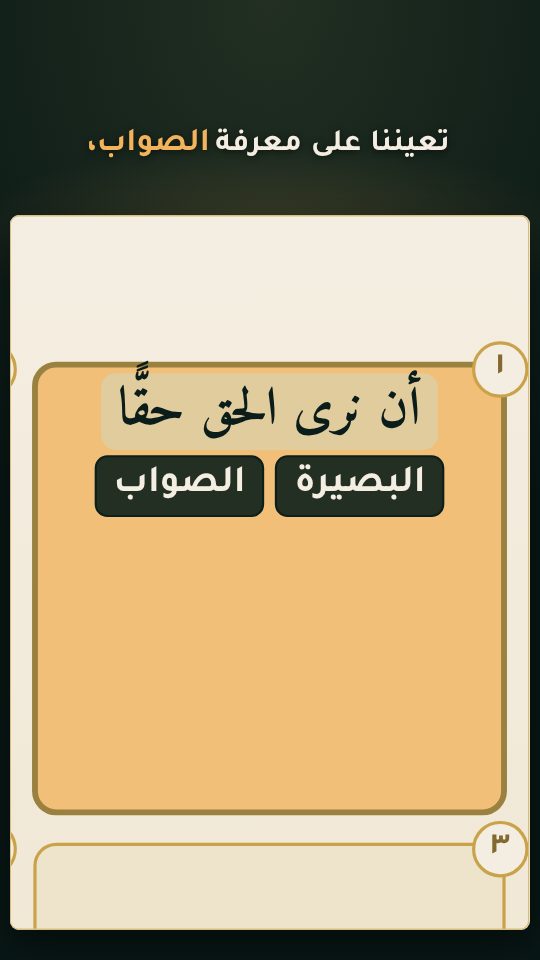 تعيننا على معرفة الصواب،
١
أن نرى الحق حقًّا
البصيرة الصواب
٣